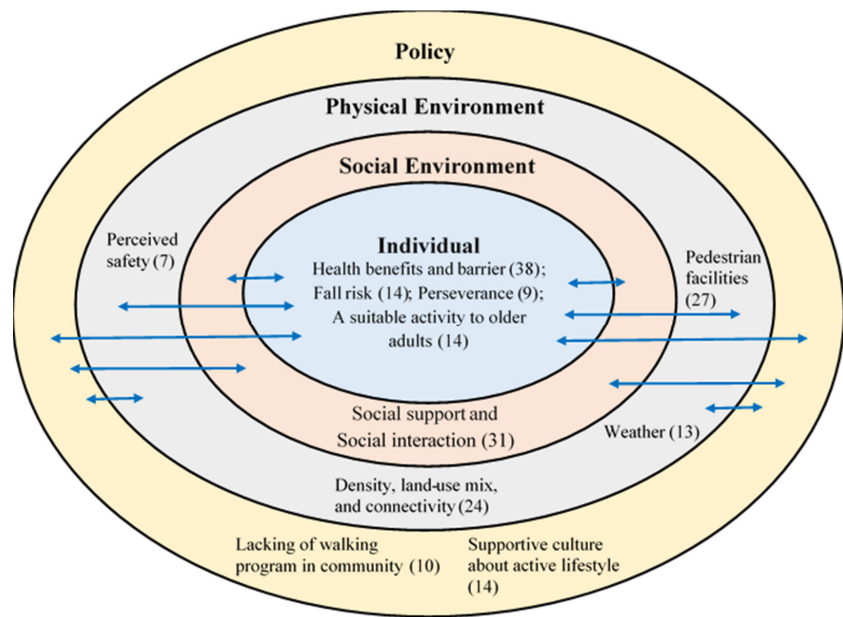 Policy
Physical Environment
Social Environment
Perceived
safety (7)
Individual
Health benefits and barrier (38);
Fall risk (14); Perseverance (9);
A suitable activity to older
adults (14)
Pedestrian
facilities
(27)
Social support and
Social interaction (31)
Weather (13)
Density, land-use mix,
and connectivity (24)
Lacking of walking
program in community (10)
Supportive culture
about active lifestyle
(14)